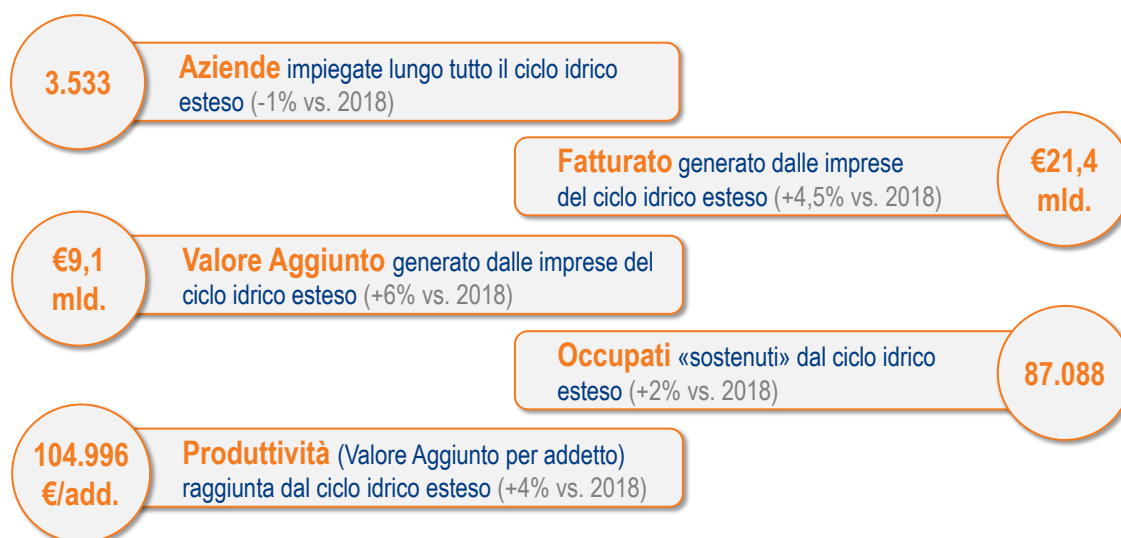 3.533
Aziende impiegate lungo tutto il ciclo idrico
esteso (-1% vs. 2018)
Fatturato generato dalle imprese
del ciclo idrico esteso (+4,5% vs. 2018)
€21,4
mld.
€9,1
mld.
Valore Aggiunto generato dalle imprese del
ciclo idrico esteso (+6% vs. 2018)
Occupati «sostenuti» dal ciclo idrico
esteso (+2% vs. 2018)
87.088
104.996
€/add.
Produttività (Valore Aggiunto per addetto)
raggiunta dal ciclo idrico esteso (+4% vs. 2018)